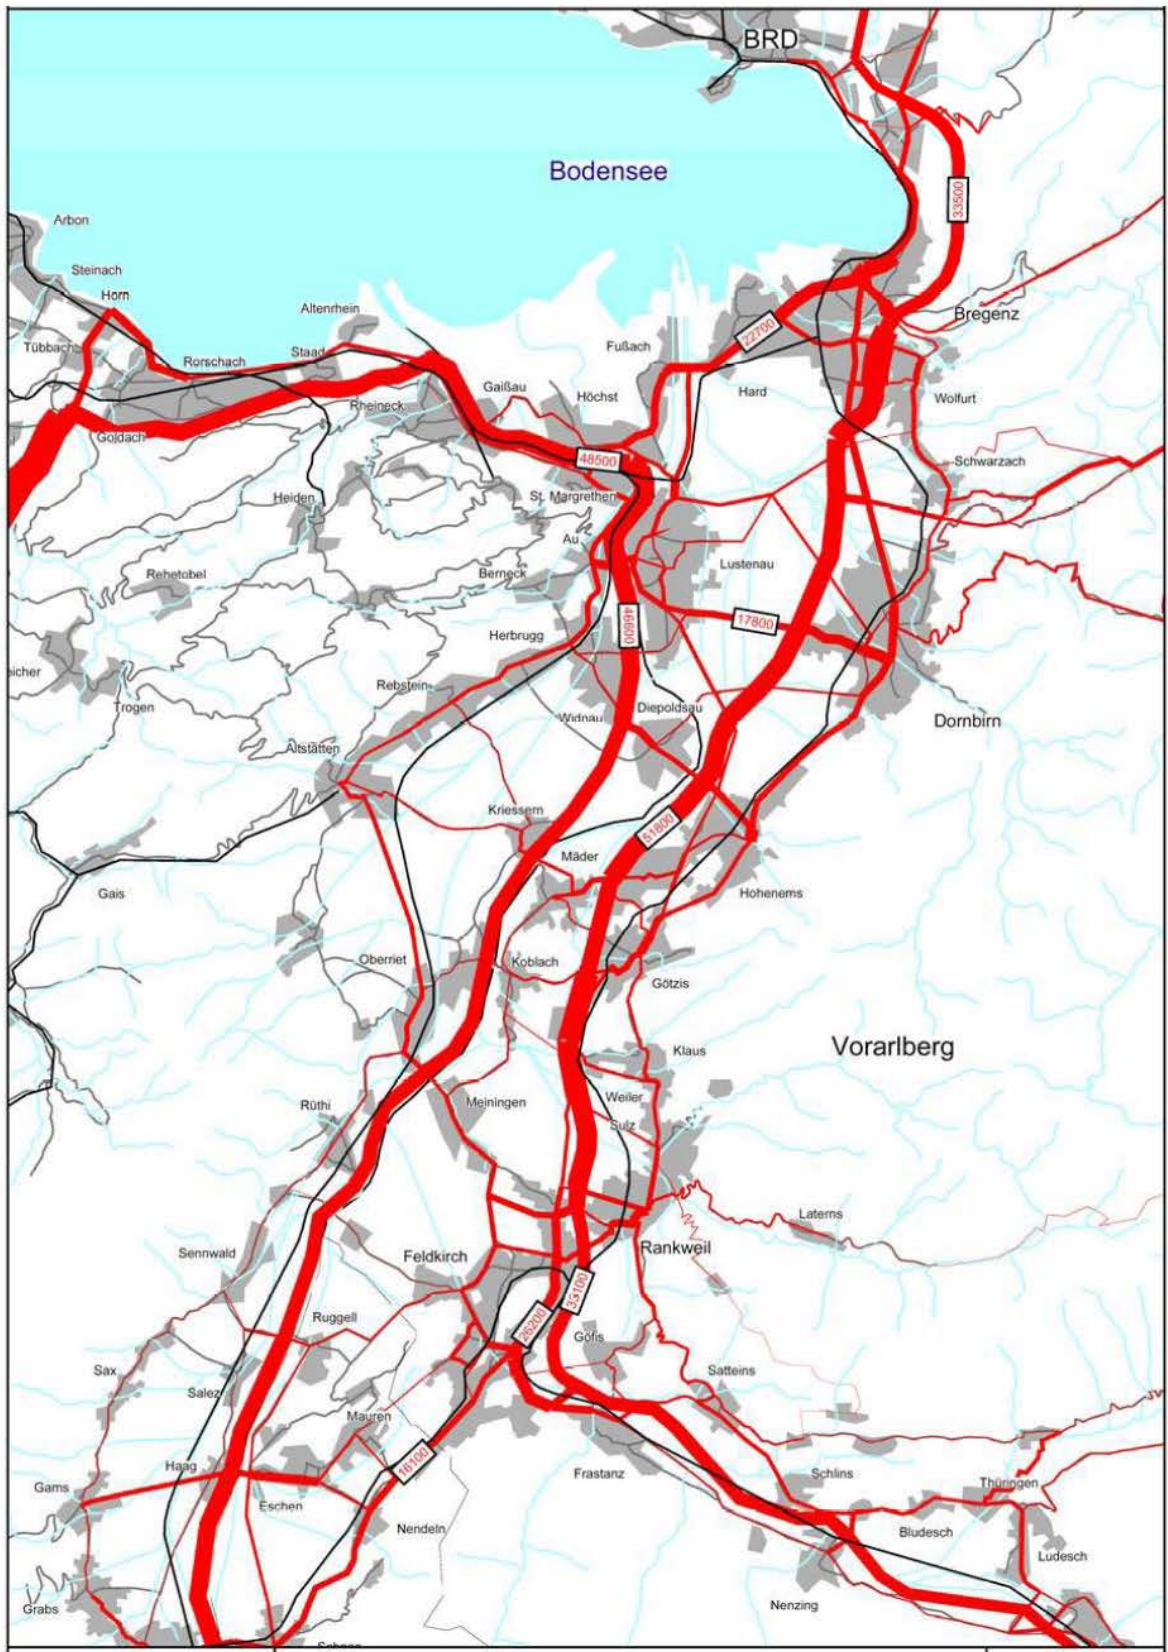 BRD
Bodensee
33500
Arbon
Steinach
Horn
Altenrhein
Bregenz
Tübbach
Rorschach
Staad
Fußach
22700
Gaißau
Höchst
Hard
Rheineck
Wolfurt
Goldach
48500
Schwarzach
Heiden
St. Margrethen
Au
Rehetobel
Berneck
Lustenau
46600
17800
Herbrugg
eicher
Rebstein
Trogen
Widnau
Diepoldsau
Dornbirn
Altstätten
Kriessern
51800
Mäder
Gais
Hohenems
Oberriet
Koblach
Götzis
Klaus
Vorarlberg
Rüthi
Meiningen
Weiler
Sulz
Laterns
Sennwald
Feldkirch
Rankweil
33100
26200
Ruggell
Göfis
Sax
Salez
Satteins
Mauren
16100
Haag
Frastanz
Schlins
Gams
Eschen
Thüringen
Nendeln
Bludesch
Ludesch
Grabs
Nenzing